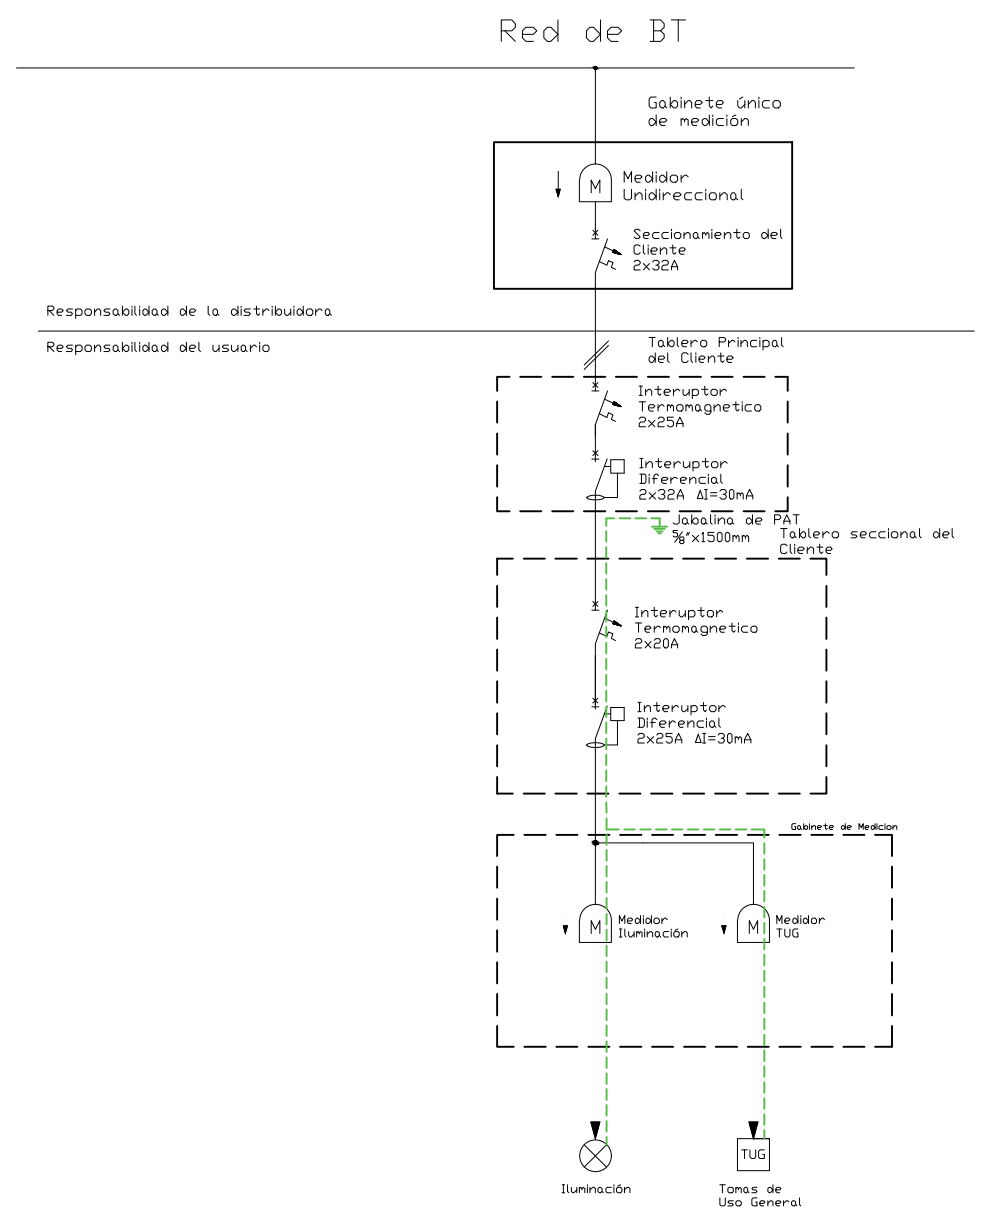 Red de BT
Gabinete único
de medición
M
Medidor
Unidireccional
Seccionamiento del
Cliente
2x32A
Responsabilidad de la distribuidora
Responsabilidad del usuario
Tablero Principal
del Cliente
Interuptor
Termomagnetico
2x25A
Interuptor
Diferencial
2x32A ΔI=30mA
Jabalina de PAT
⅝"x1500mm
Tablero seccional del
Cliente
Interuptor
Termomagnetico
2x20A
Interuptor
Diferencial
2x25A ΔI=30mA
Gabinete de Medicion
M
Medidor
Iluminación
M
Medidor
TUG
TUG
Iluminación
Tomas de
Uso General